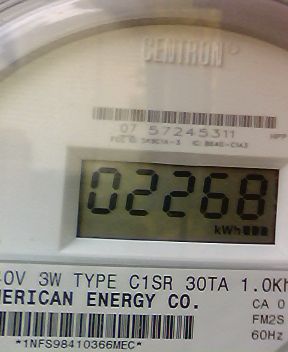 CENTRON®
07 57245311
02268
kWh
3W TYPE C1SR 30TA 1.0Kh
MERICAN ENERGY CO.
CA 0
FM2S
60Hz
*1NFS98410366MEC*